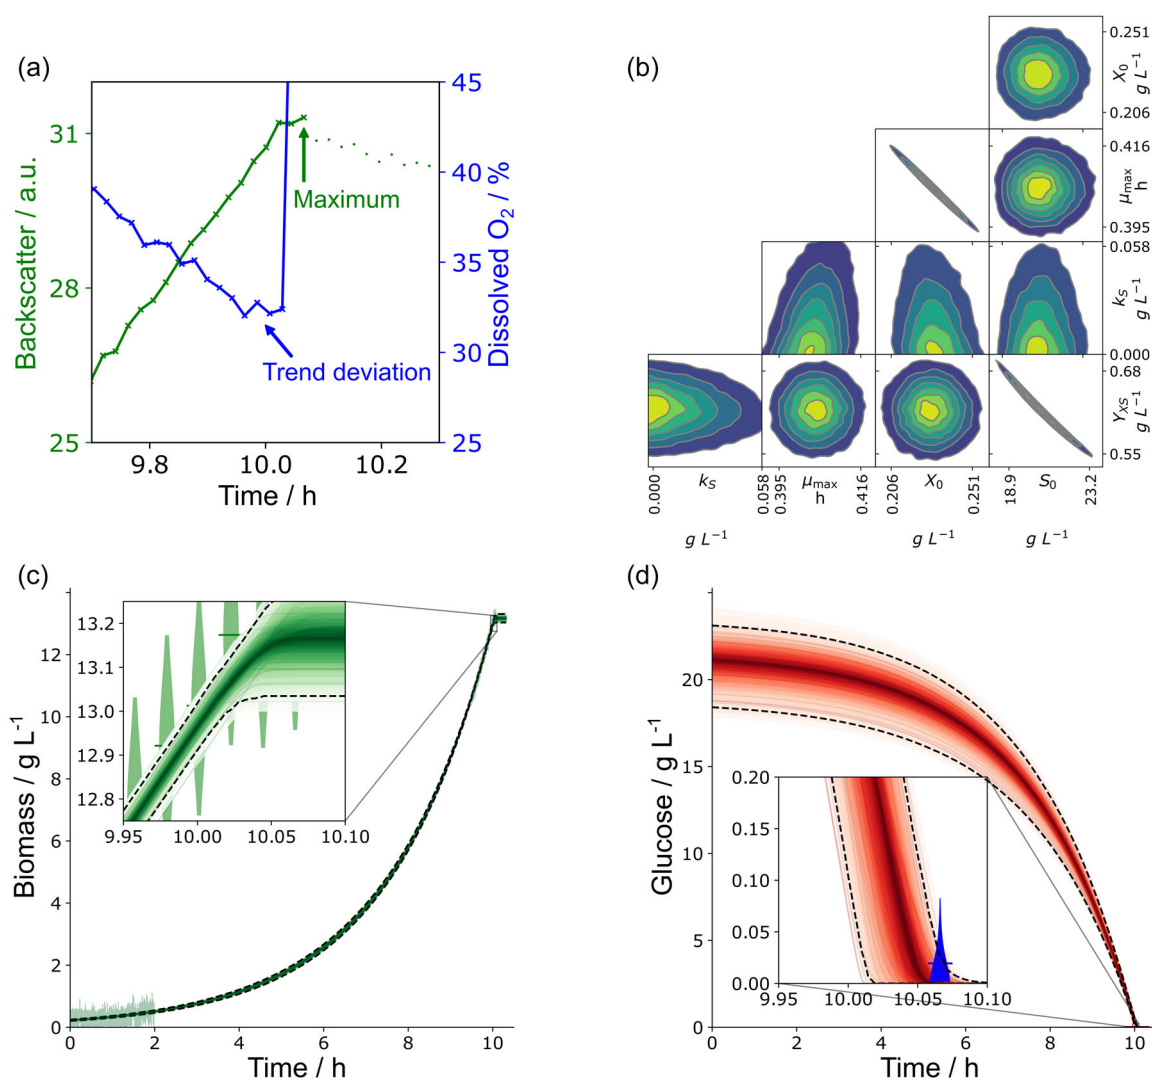 (a)
45
31
40
Backscatter / a.u.
Dissolved O₂ / %
Maximum
28
35
30
Trend deviation
25
25
9.8
10.0
10.2
Time / h
(b)
0.251
X₀
g L⁻¹
0.206
0.416
μmax
h
0.395
0.058
kS
g L⁻¹
0.000
0.68
YXS
g L⁻¹
0.55
0.000
kS
0.058
0.395
μmax
h
0.416
0.206
X₀
0.251
18.9
S₀
23.2
g L⁻¹
g L⁻¹
g L⁻¹
(c)
Biomass / g L⁻¹
12
10
8
6
4
2
0
13.2
13.1
13.0
12.9
12.8
9.95
10.00
10.05
10.10
0
2
4
6
8
10
Time / h
(d)
Glucose / g L⁻¹
20
15
10
5
0
0.20
0.15
0.10
0.05
0.00
9.95
10.00
10.05
10.10
0
2
4
6
8
10
Time / h